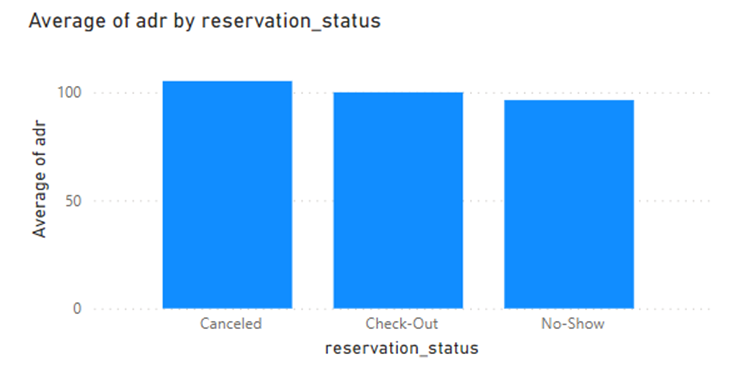 Average of adr by reservation_status
Average of adr
100
50
0
Canceled
Check-Out
No-Show
reservation_status